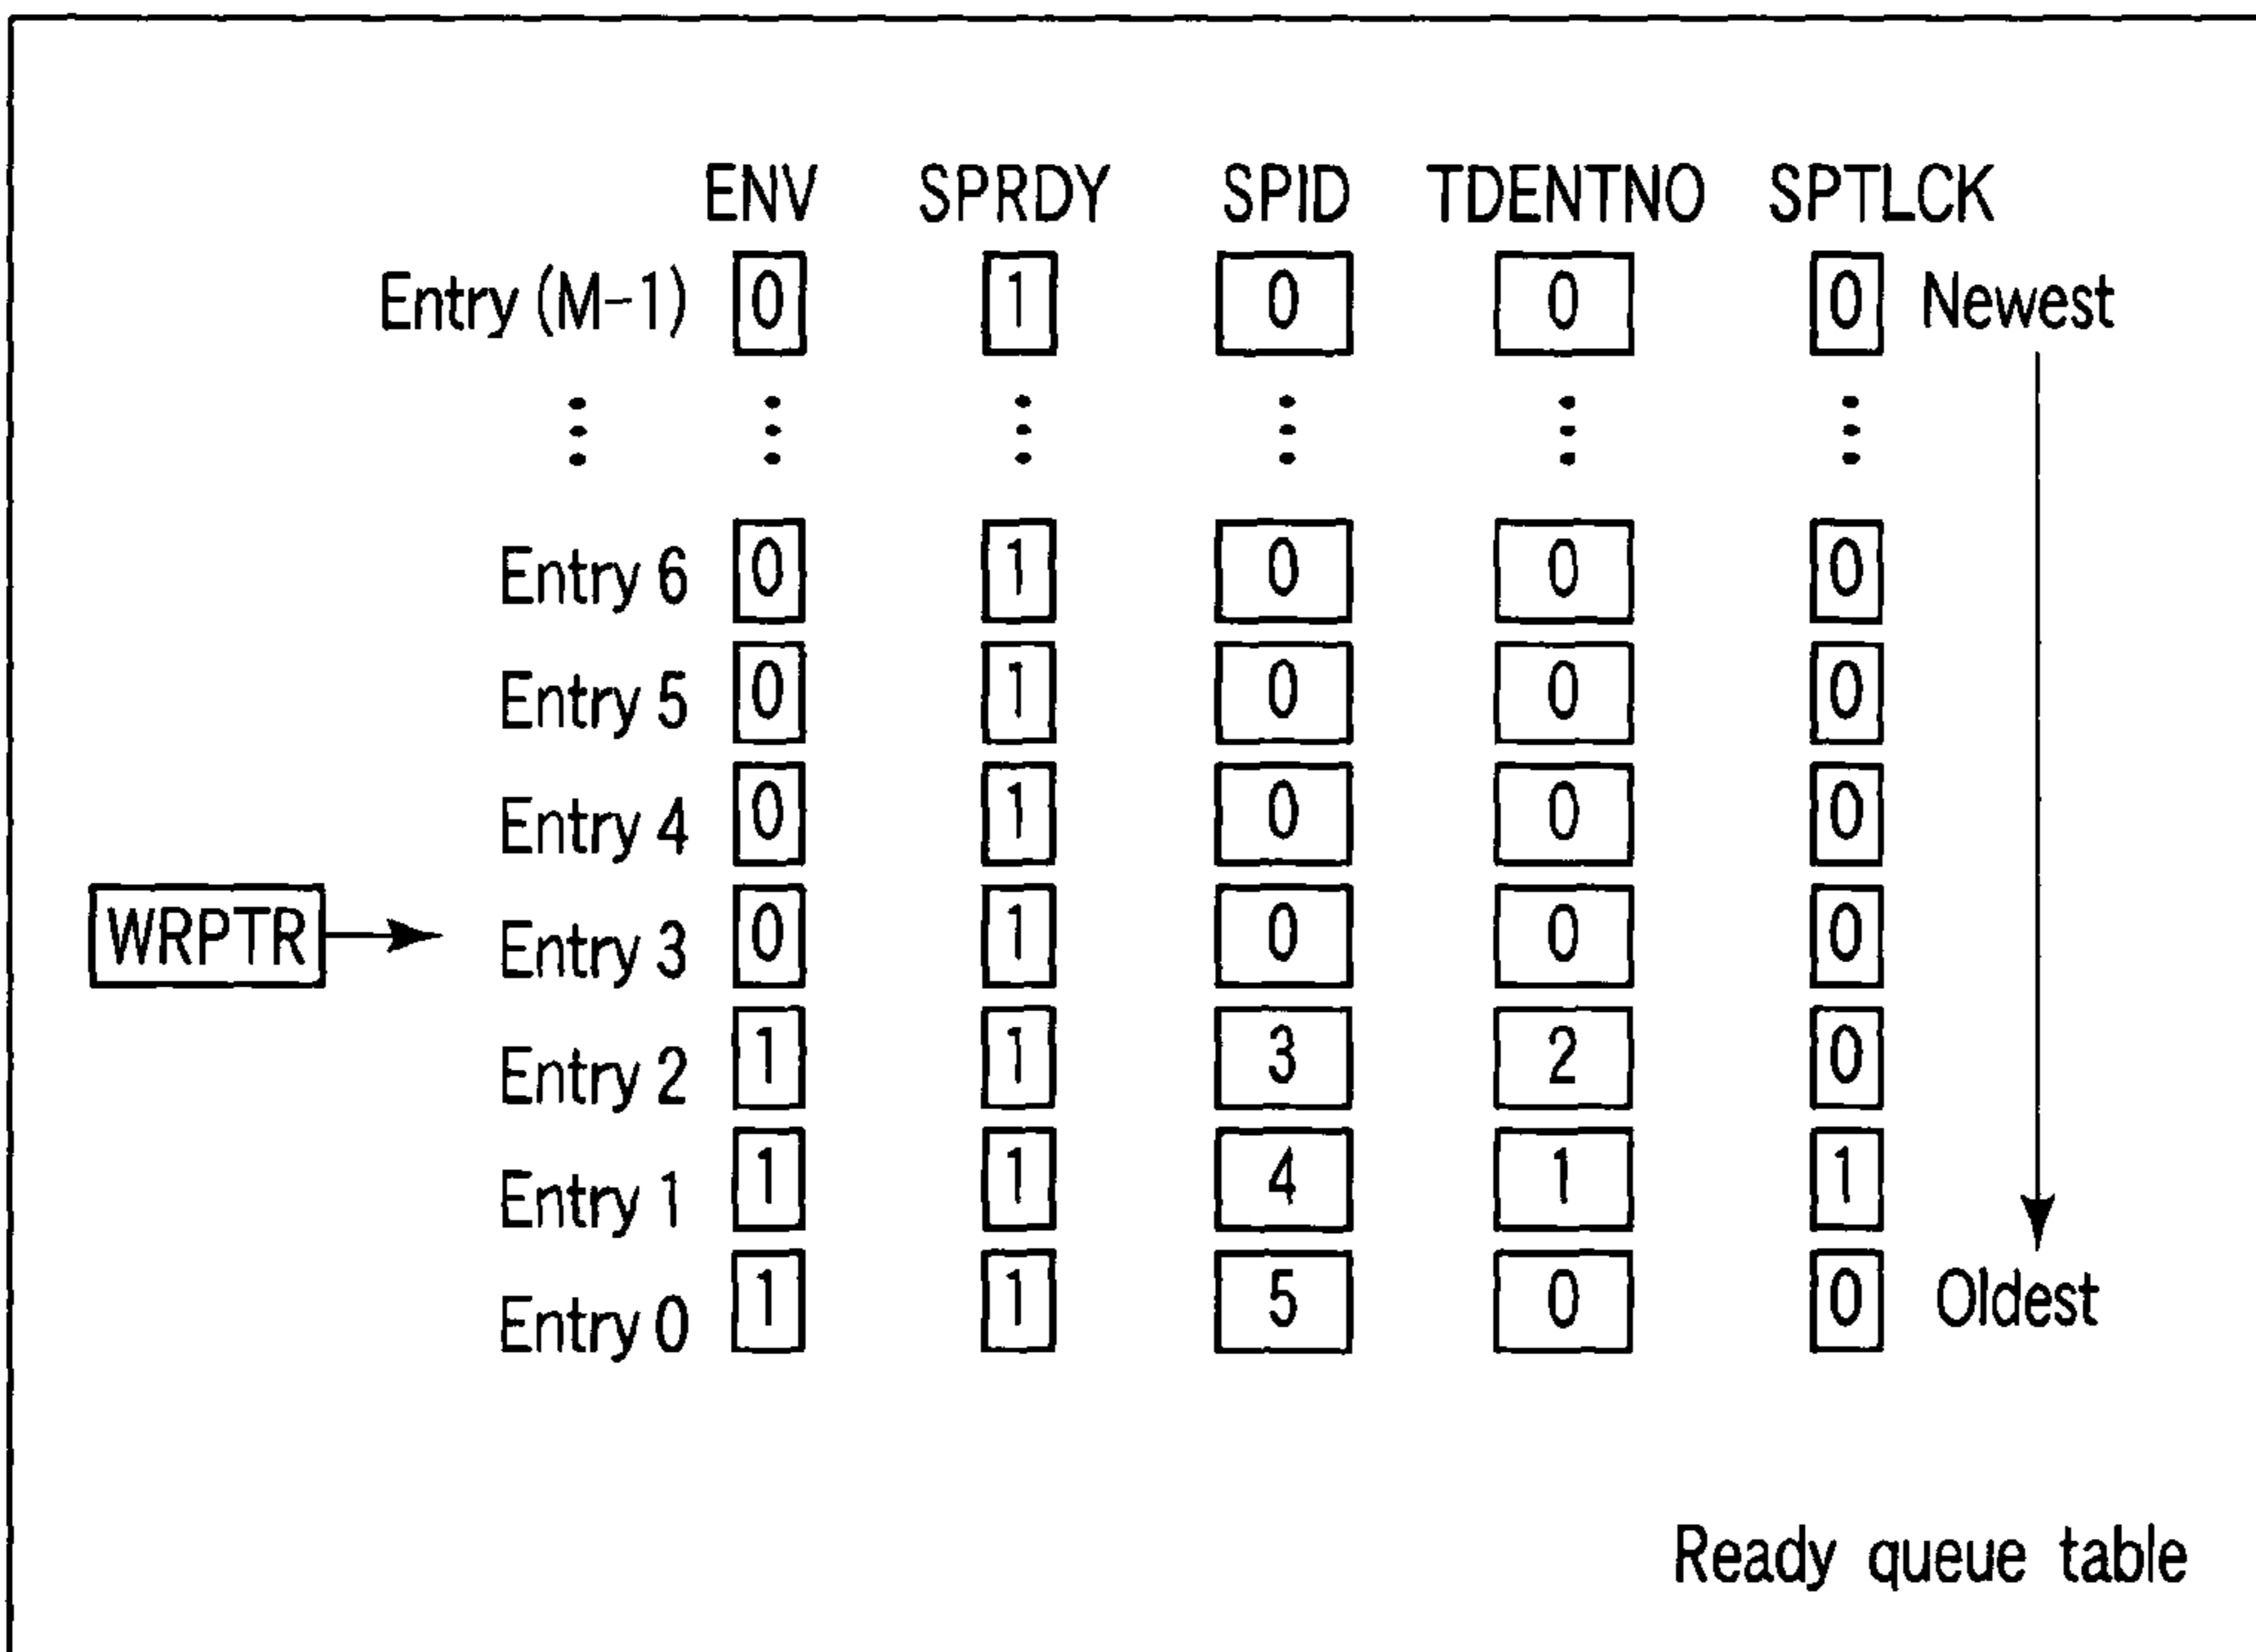 ENV SPRDY SPID TDENTNO SPTLCK
Entry (M-1) 0 1 0 0 0 Newest
Entry 6 0 1 0 0 0
Entry 5 0 1 0 0 0
Entry 4 0 1 0 0 0
WRPTR Entry 3 0 1 0 0 0
Entry 2 1 1 3 2 0
Entry 1 1 1 4 1 1
Entry 0 1 1 5 0 0 Oldest
Ready queue table